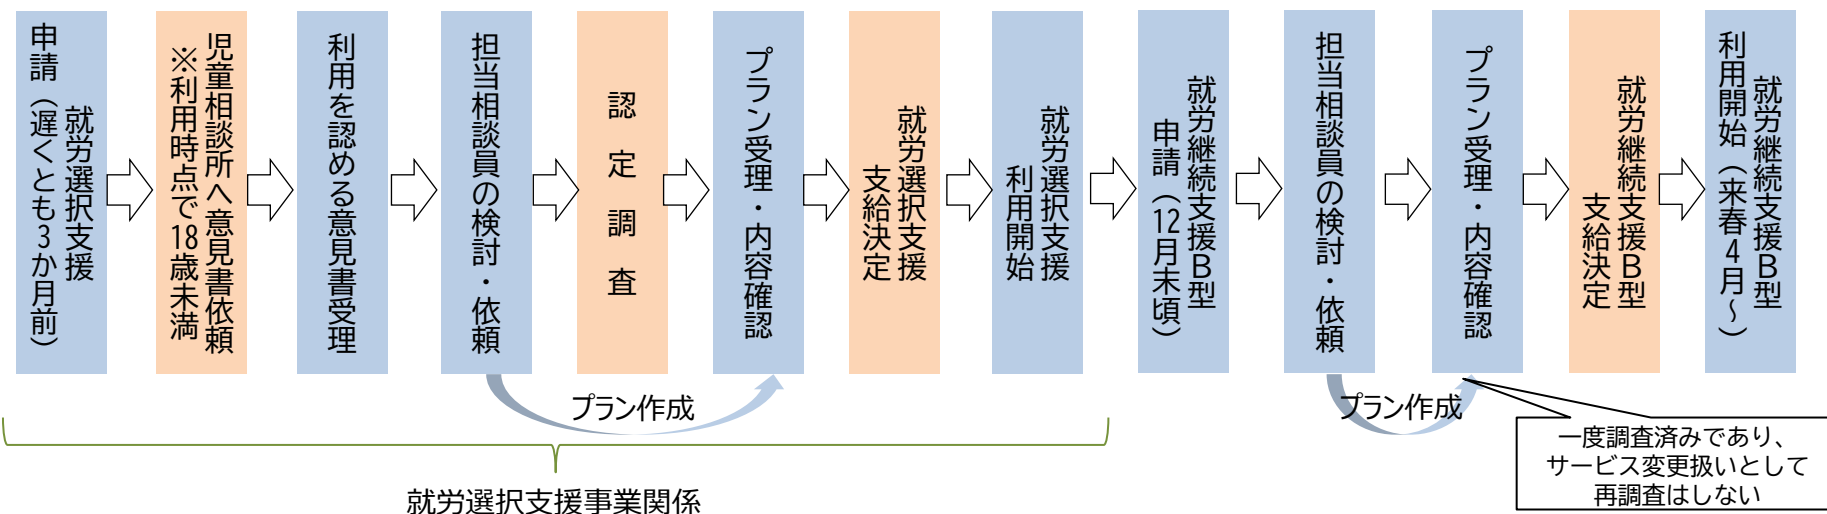 就労選択支援
申請（遅くとも3か月前）
児童相談所へ意見書依頼
※利用時点で18歳未満
利用を認める意見書受理
担当相談員の検討・依頼
認定調査
プラン受理・内容確認
就労選択支援
支給決定
就労選択支援
利用開始
就労継続支援Ｂ型
申請（12月末頃）
担当相談員の検討・依頼
プラン受理・内容確認
就労継続支援Ｂ型
支給決定
就労継続支援Ｂ型
利用開始（来春4月～）
プラン作成
プラン作成
一度調査済みであり、
サービス変更扱いとして
再調査はしない
就労選択支援事業関係